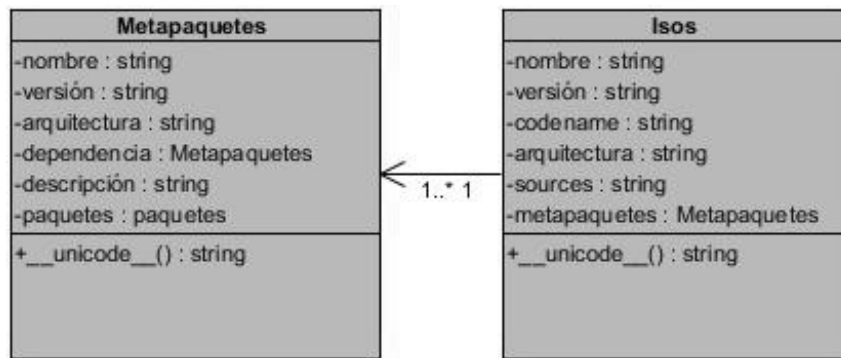 Metapaquetes
-nombre : string
-versión : string
-arquitectura : string
-dependencia : Metapaquetes
-descripción : string
-paquetes : paquetes
+__unicode__() : string
1..* 1
Isos
-nombre : string
-versión : string
-codename : string
-arquitectura : string
-sources : string
-metapaquetes : Metapaquetes
+__unicode__() : string